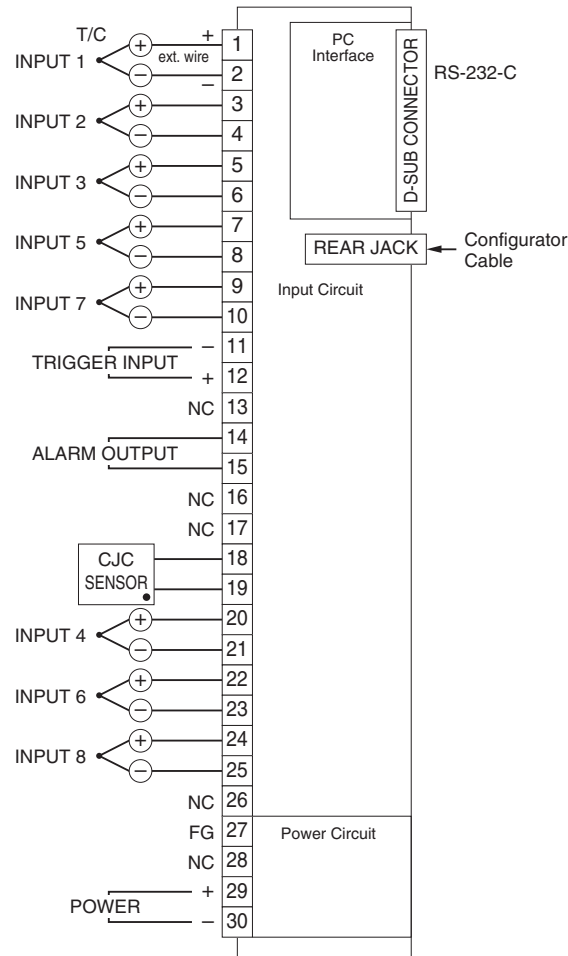 T/C
INPUT 1
+ + 1
ext. wire
− − 2
INPUT 2
+ 3
− 4
INPUT 3
+ 5
− 6
INPUT 5
+ 7
− 8
INPUT 7
+ 9
− 10
TRIGGER INPUT
− 11
+ 12
NC 13
ALARM OUTPUT
14
15
NC 16
NC 17
CJC
SENSOR
18
19
INPUT 4
+ 20
− 21
INPUT 6
+ 22
− 23
INPUT 8
+ 24
− 25
NC 26
FG 27
NC 28
POWER
+ 29
− 30
PC
Interface
D-SUB CONNECTOR
RS-232-C
REAR JACK
Configurator
Cable
Input Circuit
Power Circuit